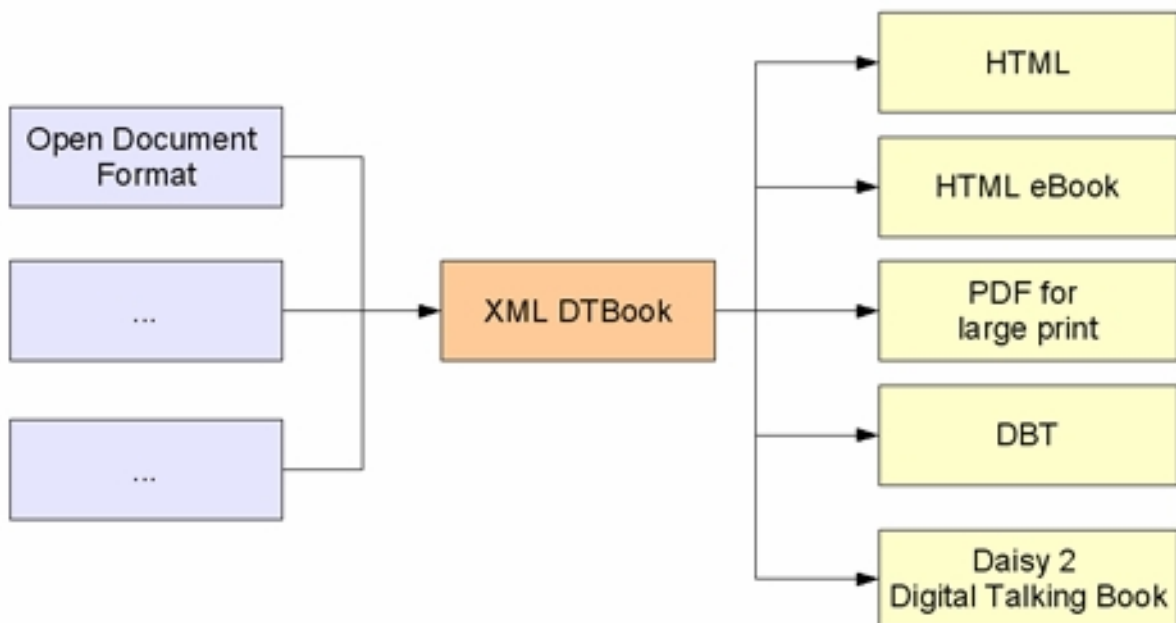 Open Document
Format
...
...
XML DTBook
HTML
HTML eBook
PDF for
large print
DBT
Daisy 2
Digital Talking Book